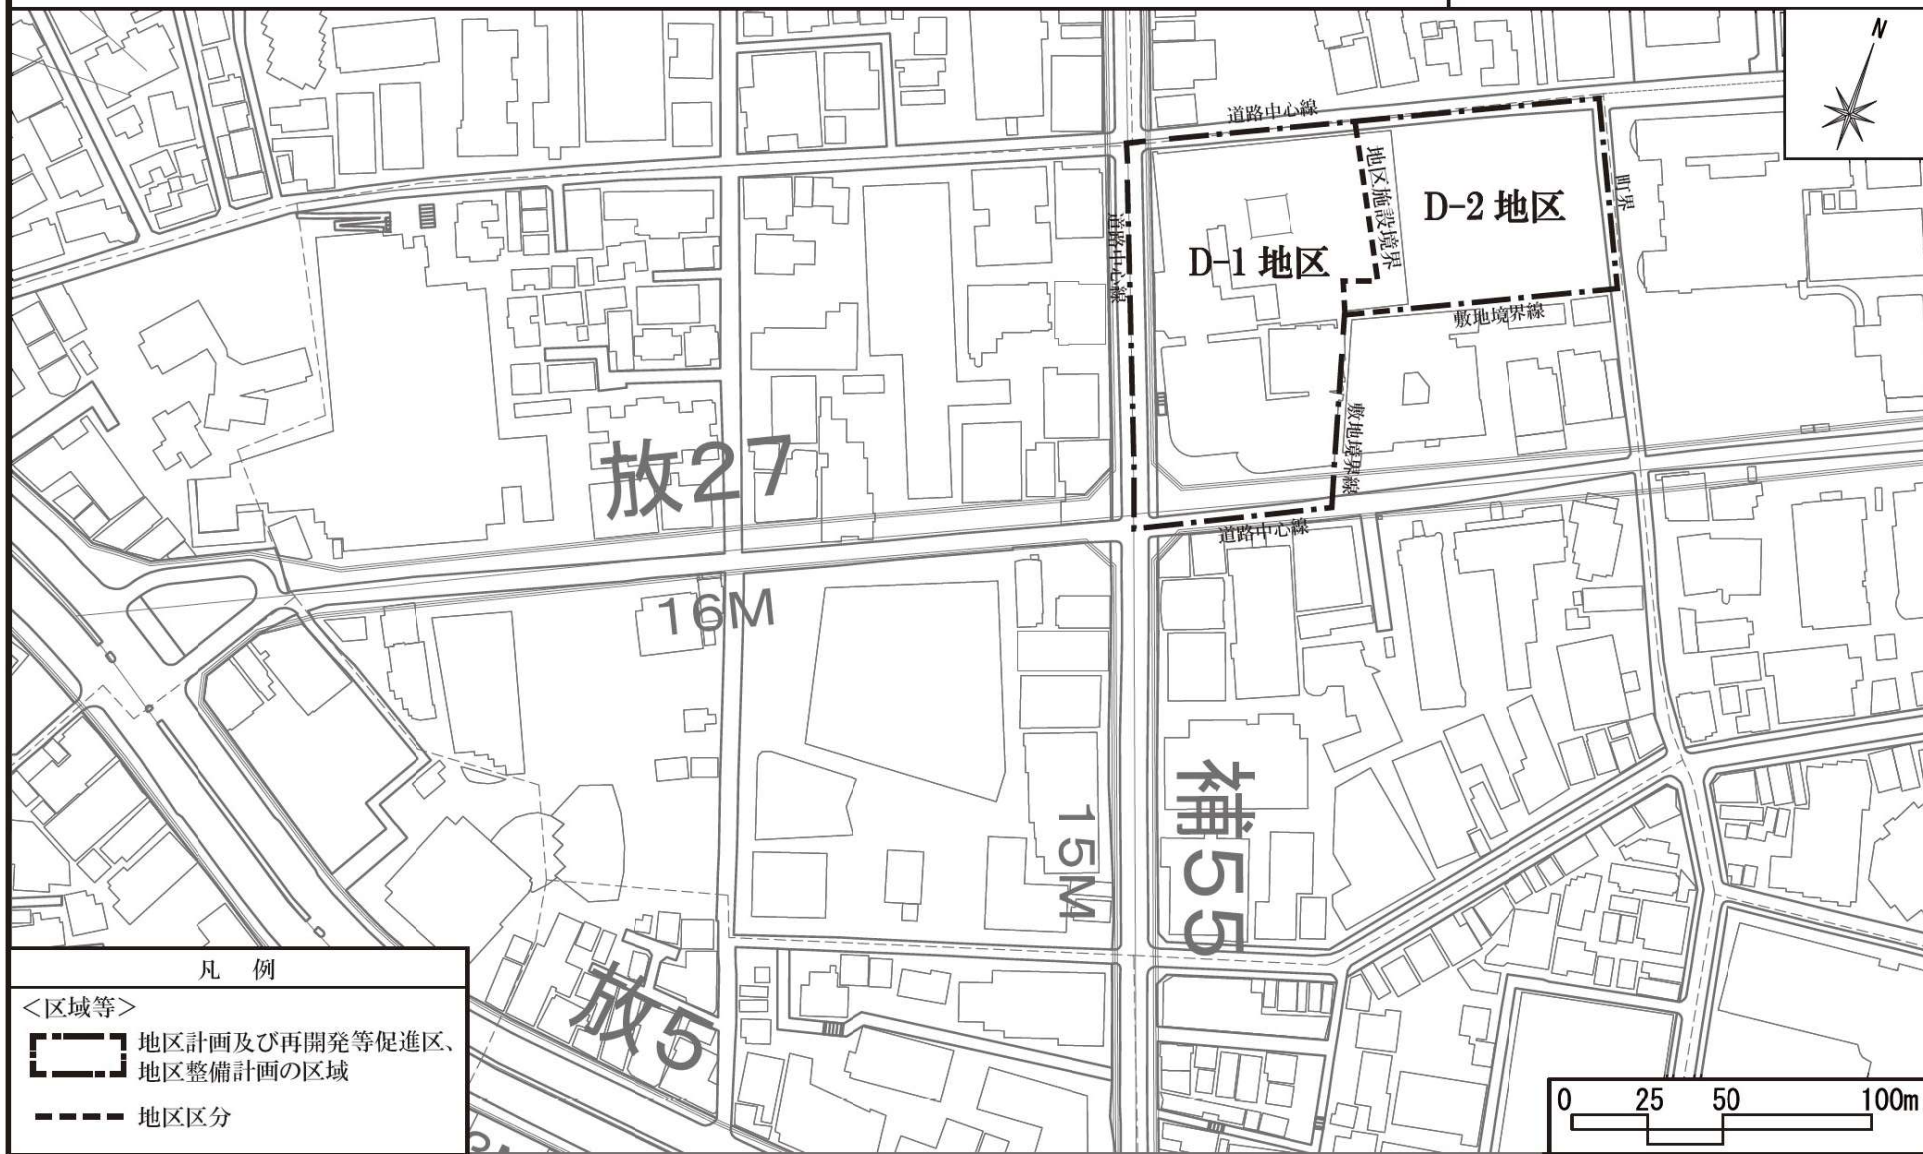 N
道路中心線
地区施設境界
町界
D-2 地区
道路中心線
D-1 地区
敷地境界線
敷地境界線
道路中心線
放27
16M
補55
15M
放5
凡 例
<区域等>
地区計画及び再開発等促進区、
地区整備計画の区域
地区区分
0 25 50 100m